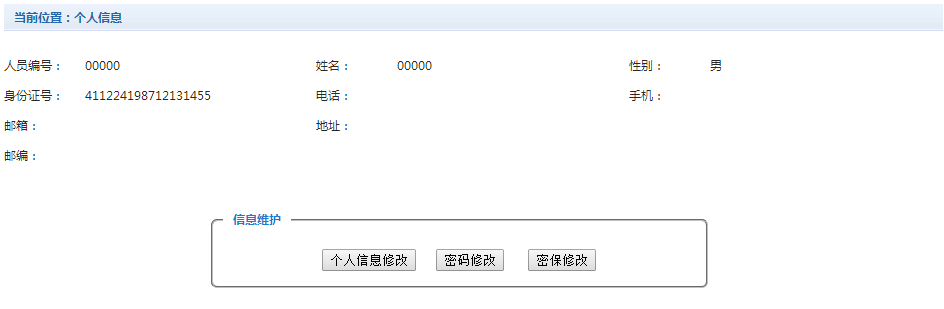 当前位置：个人信息
人员编号： 00000 姓名： 00000 性别： 男
身份证号： 411224198712131455 电话： 手机：
邮箱： 地址：
邮编：
信息维护
个人信息修改 密码修改 密保修改